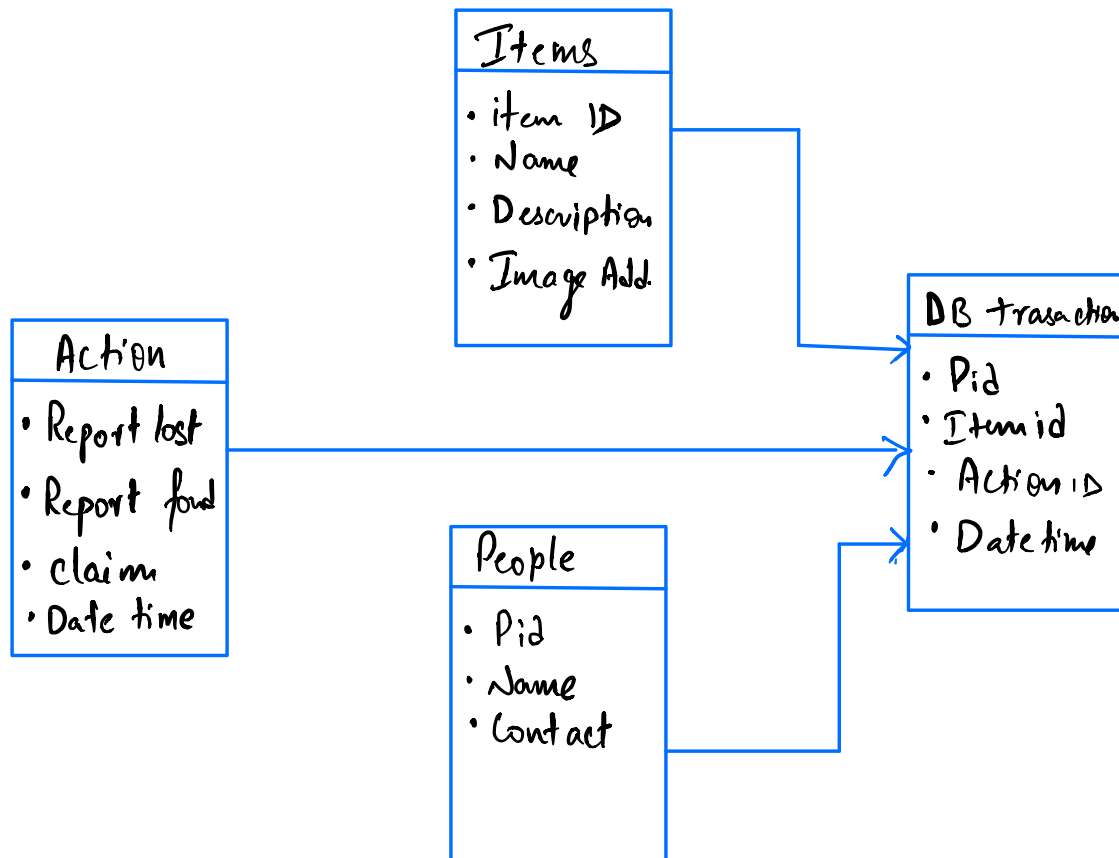 Items
• item ID
• Name
• Description
• Image Add.
Action
• Report lost
• Report foud
• claim
• Date time
People
• Pid
• Name
• Contact
DB trasaction
• Pid
• Item id
• Action ID
• Date time